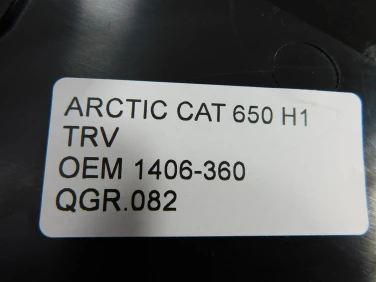 ARCTIC CAT 650 H1
TRV
OEM 1406-360
QGR.082